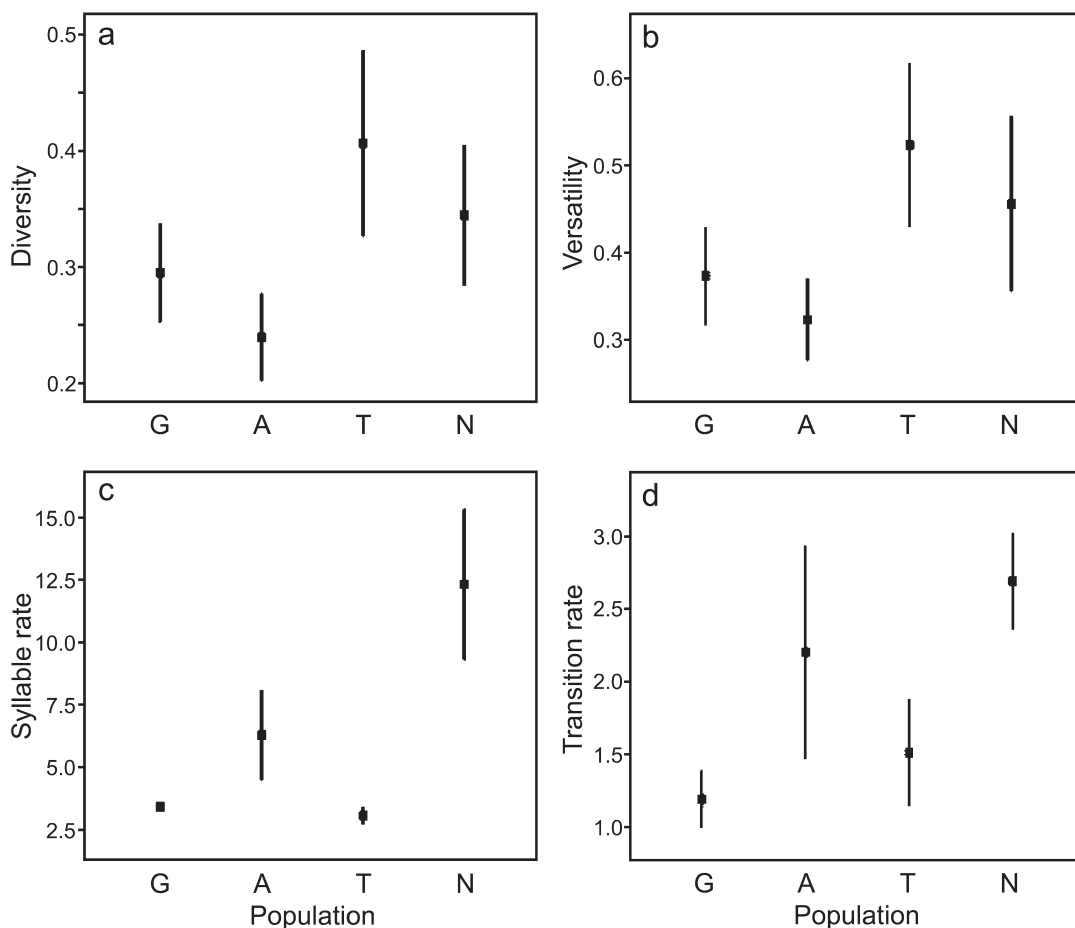 a
Diversity
0.5
0.4
0.3
0.2
G A T N
b
Versatility
0.6
0.5
0.4
0.3
G A T N
c
Syllable rate
15.0
12.5
10.0
7.5
5.0
2.5
G A T N
Population
d
Transition rate
3.0
2.5
2.0
1.5
1.0
G A T N
Population